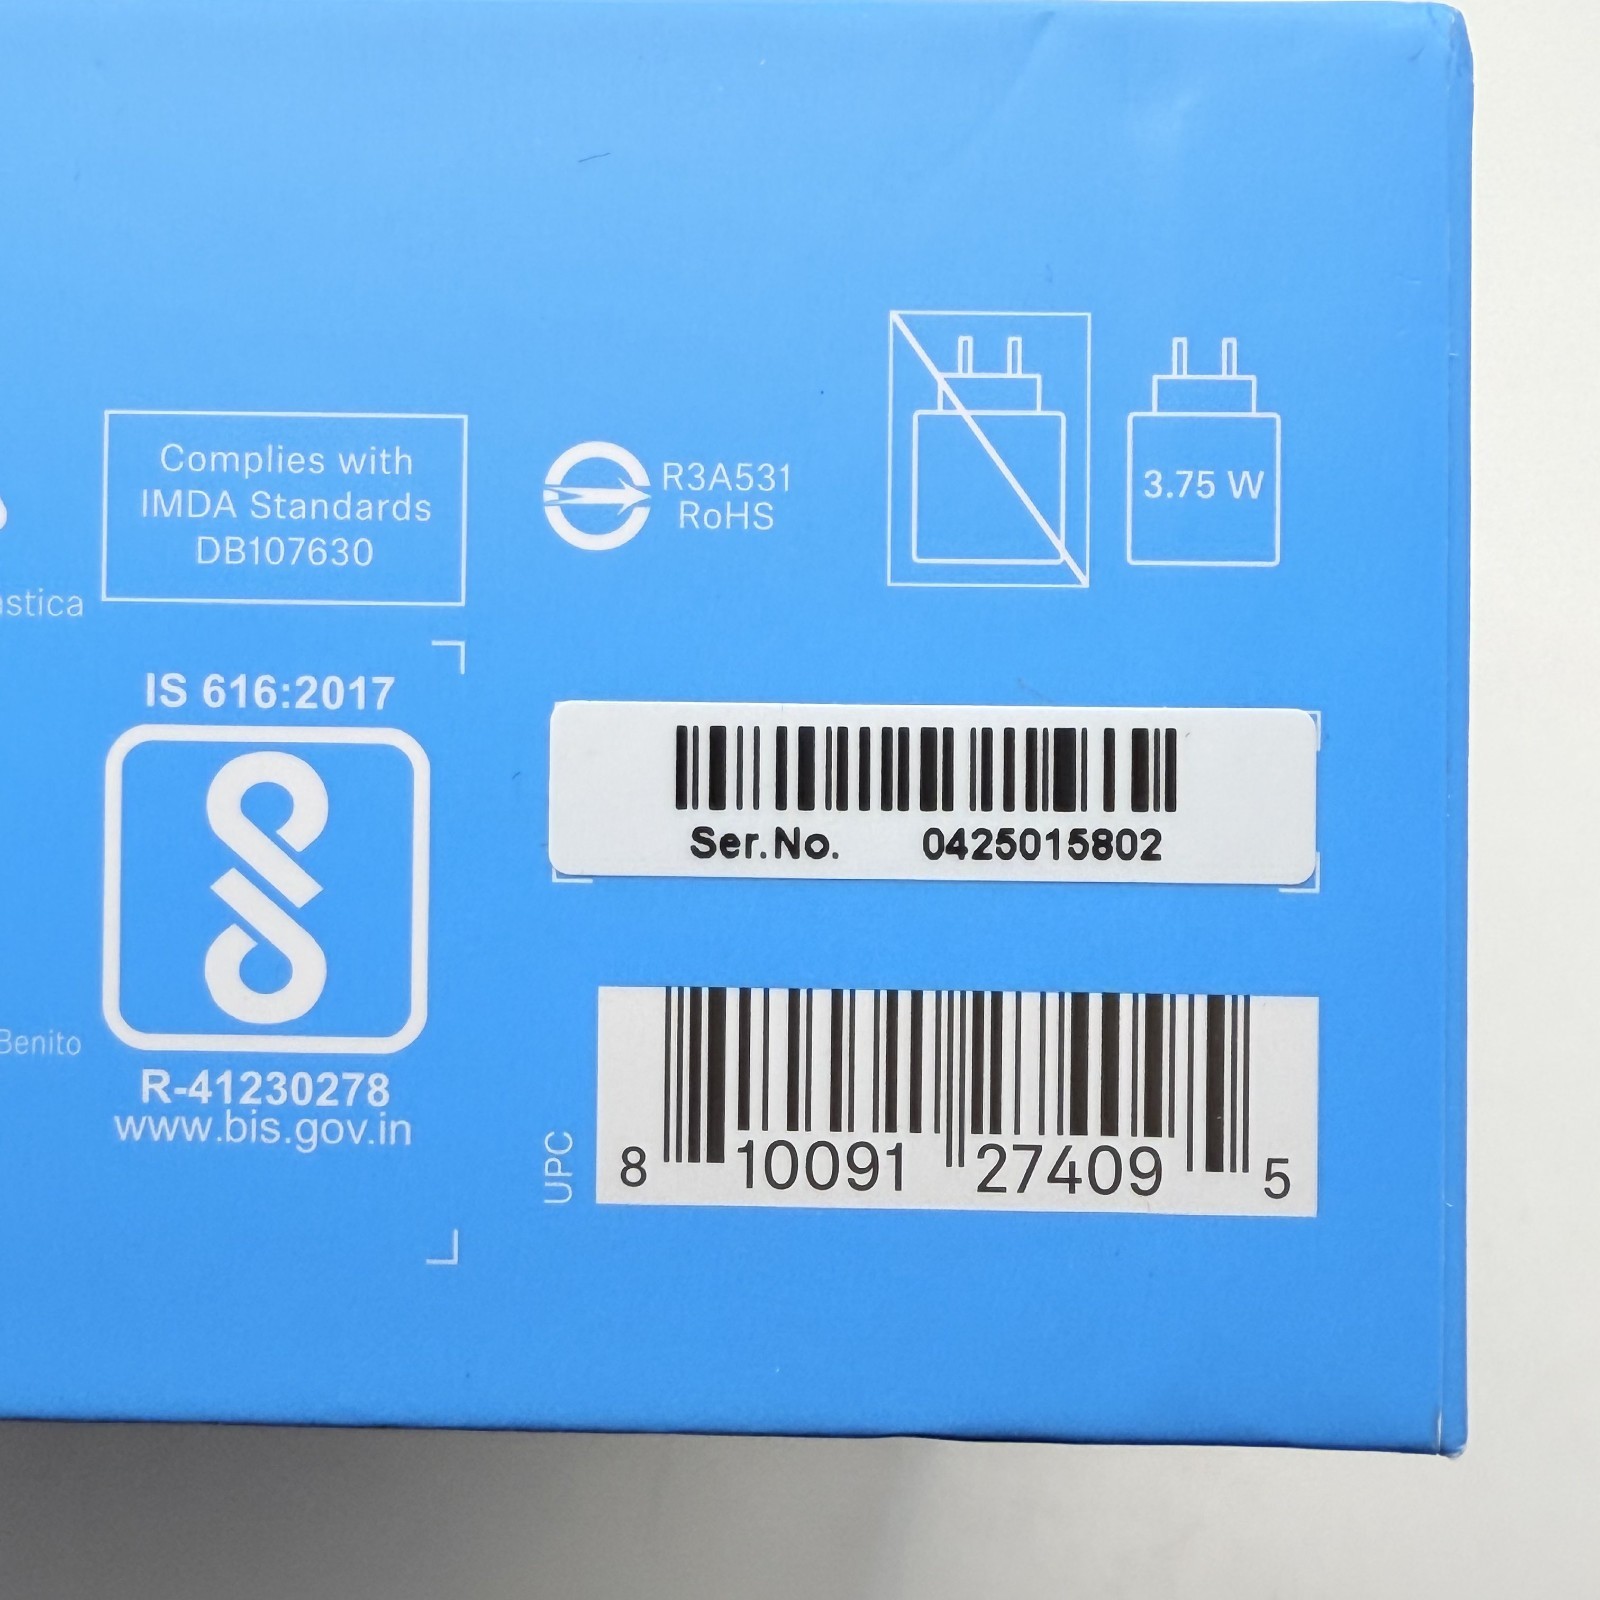 Complies with
IMDA Standards
DB107630
R3A531
RoHS
3.75 W
IS 616:2017
Ser.No. 0425015802
Benito
R-41230278
www.bis.gov.in
UPC
8 10091 27409 5